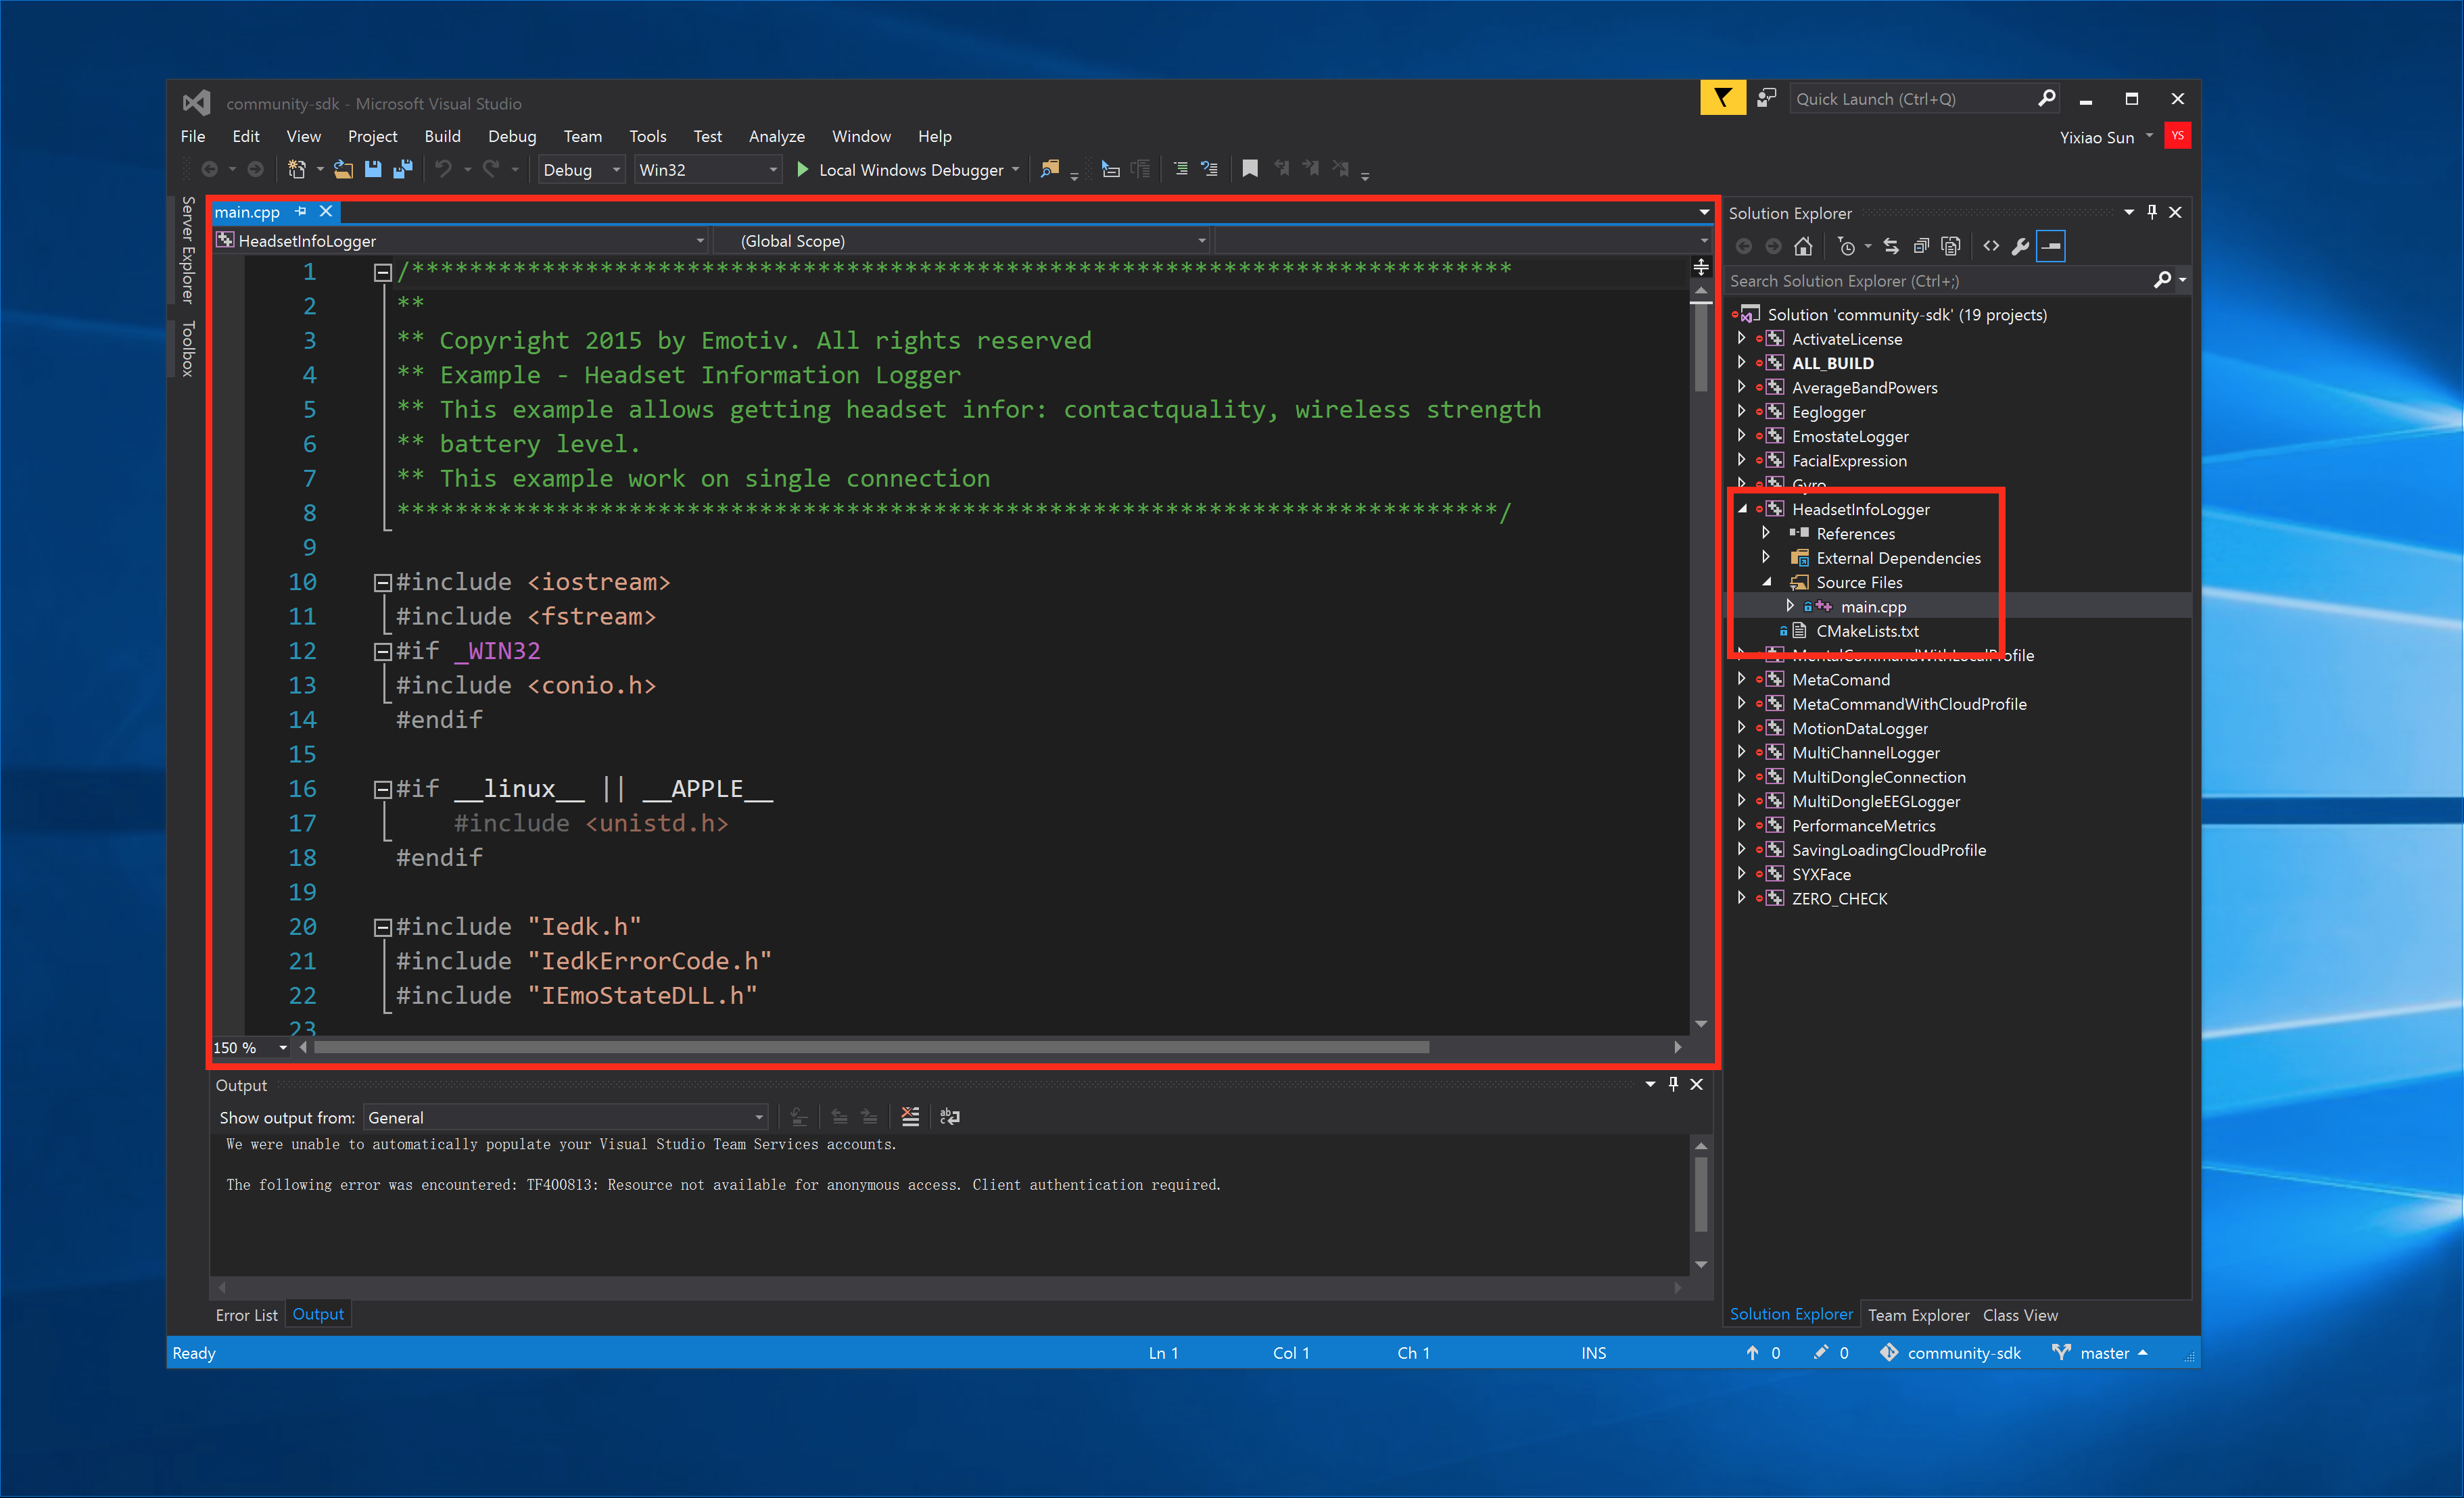 community-sdk - Microsoft Visual Studio
Quick Launch (Ctrl+Q)
File Edit View Project Build Debug Team Tools Test Analyze Window Help
Yixiao Sun YS
Debug Win32 Local Windows Debugger
Server Explorer
Toolbox
main.cpp
HeadsetInfoLogger (Global Scope)
1 /****************************************************************************
2 **
3 ** Copyright 2015 by Emotiv. All rights reserved
4 ** Example - Headset Information Logger
5 ** This example allows getting headset infor: contactquality, wireless strength
6 ** battery level.
7 ** This example work on single connection
8 ****************************************************************************/
9
10 #include <iostream>
11 #include <fstream>
12 #if _WIN32
13 #include <conio.h>
14 #endif
15
16 #if __linux__ || __APPLE__
17 #include <unistd.h>
18 #endif
19
20 #include "Iedk.h"
21 #include "IedkErrorCode.h"
22 #include "IEmoStateDLL.h"
23
150 %
Output
Show output from: General
We were unable to automatically populate your Visual Studio Team Services accounts.
The following error was encountered: TF400813: Resource not available for anonymous access. Client authentication required.
Error List Output
Solution Explorer
Search Solution Explorer (Ctrl+;)
Solution 'community-sdk' (19 projects)
ActivateLicense
ALL_BUILD
AverageBandPowers
Eeglogger
EmostateLogger
FacialExpression
Gyro
HeadsetInfoLogger
References
External Dependencies
Source Files
main.cpp
CMakeLists.txt
MentalCommandWithLocalProfile
MetaComand
MetaCommandWithCloudProfile
MotionDataLogger
MultiChannelLogger
MultiDongleConnection
MultiDongleEEGLogger
PerformanceMetrics
SavingLoadingCloudProfile
SYXFace
ZERO_CHECK
Solution Explorer Team Explorer Class View
Ready Ln 1 Col 1 Ch 1 INS 0 0 community-sdk master